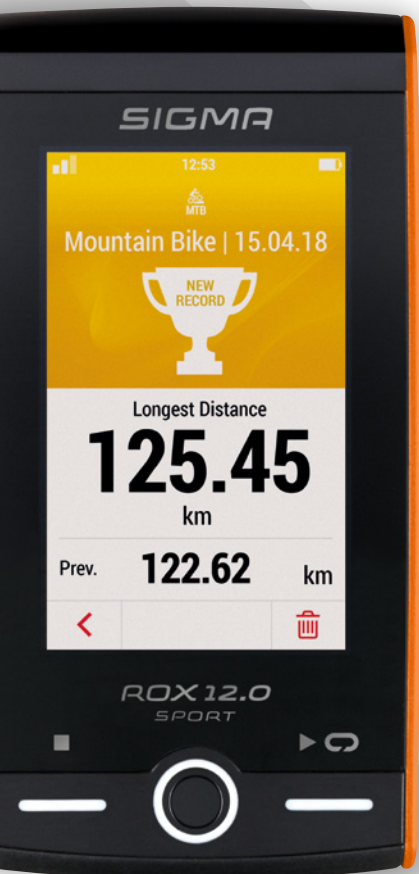 SIGMA
12:53
MTB
Mountain Bike | 15.04.18
NEW
RECORD
Longest Distance
125.45
km
Prev. 122.62 km
ROX 12.0
SPORT